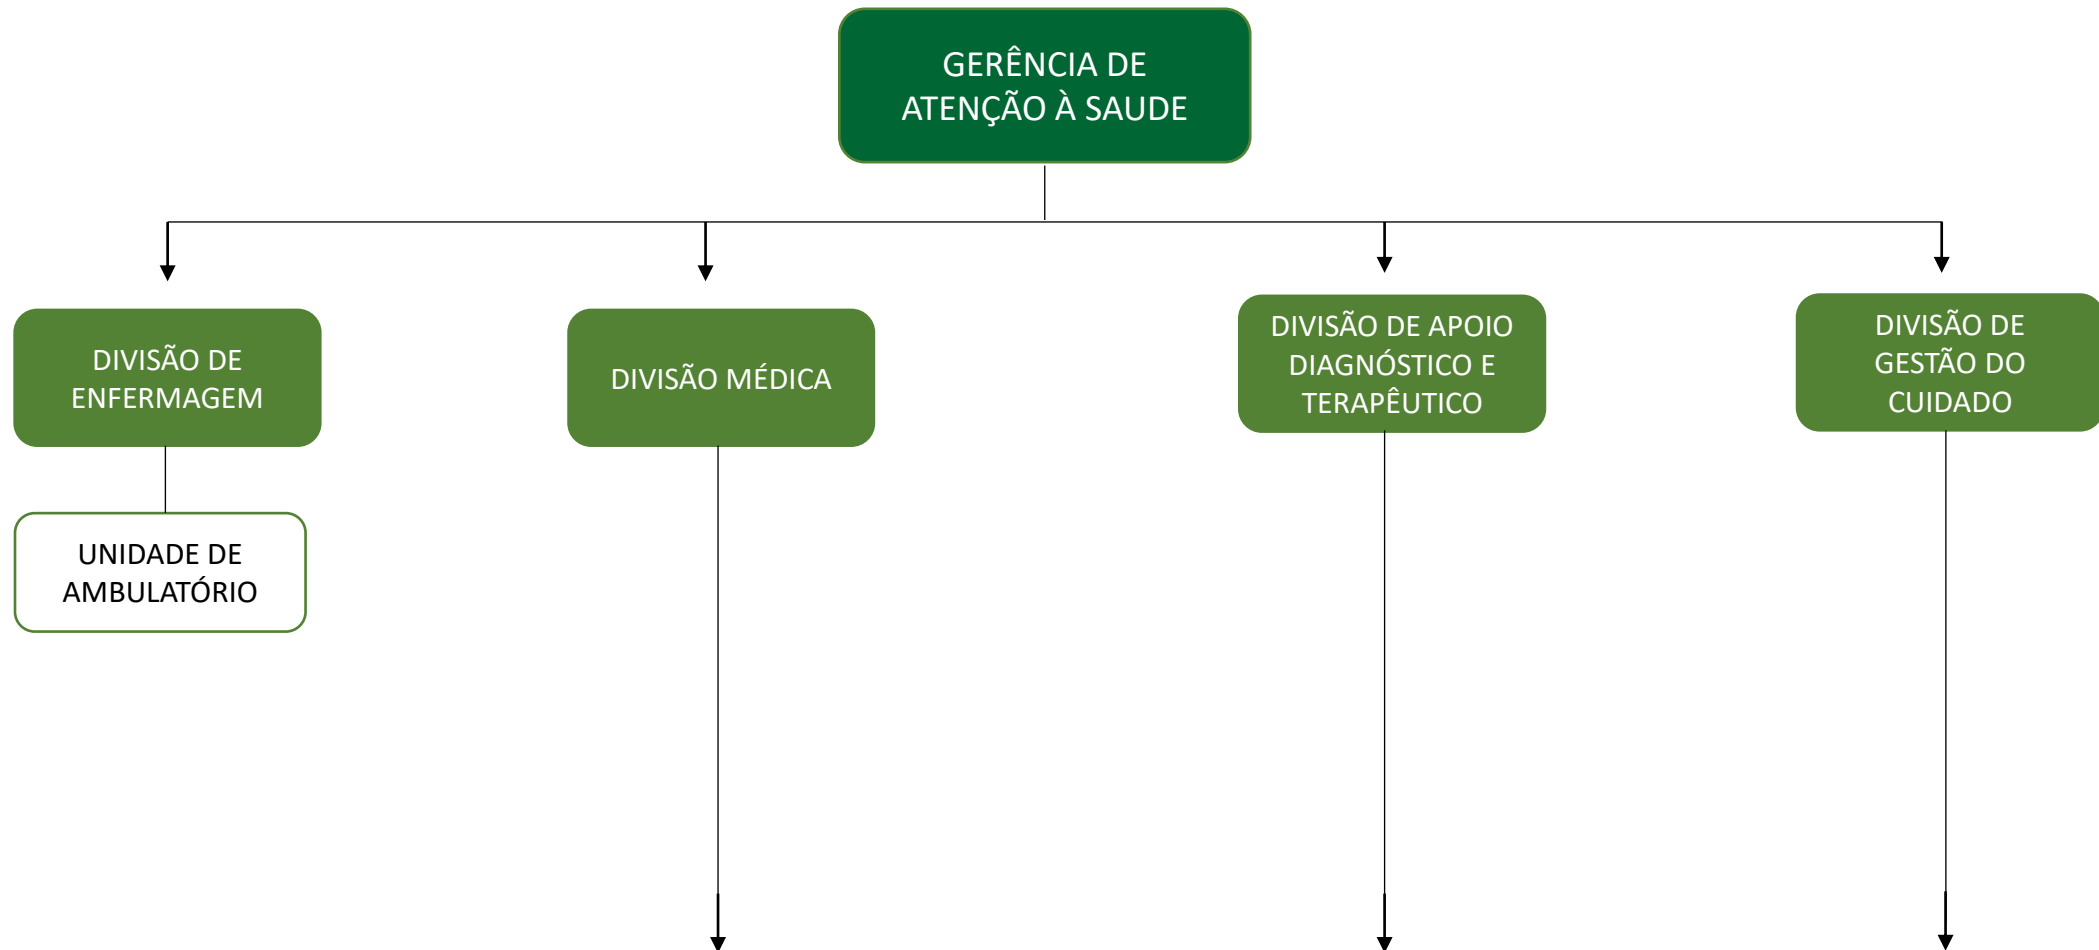 GERÊNCIA DE
ATENÇÃO À SAUDE
DIVISÃO DE
ENFERMAGEM
DIVISÃO MÉDICA
DIVISÃO DE APOIO
DIAGNÓSTICO E
TERAPÊUTICO
DIVISÃO DE
GESTÃO DO
CUIDADO
UNIDADE DE
AMBULATÓRIO